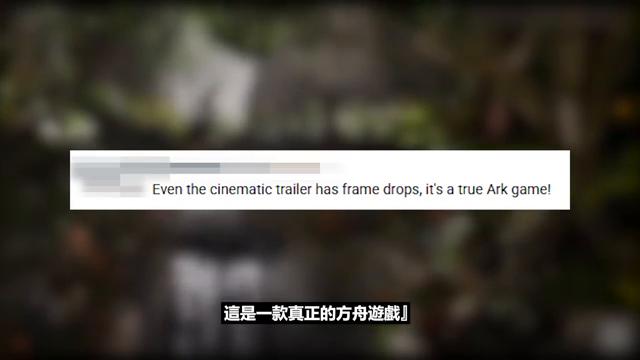 Even the cinematic trailer has frame drops, it's a true Ark game!
這是一款真正的方舟遊戲』